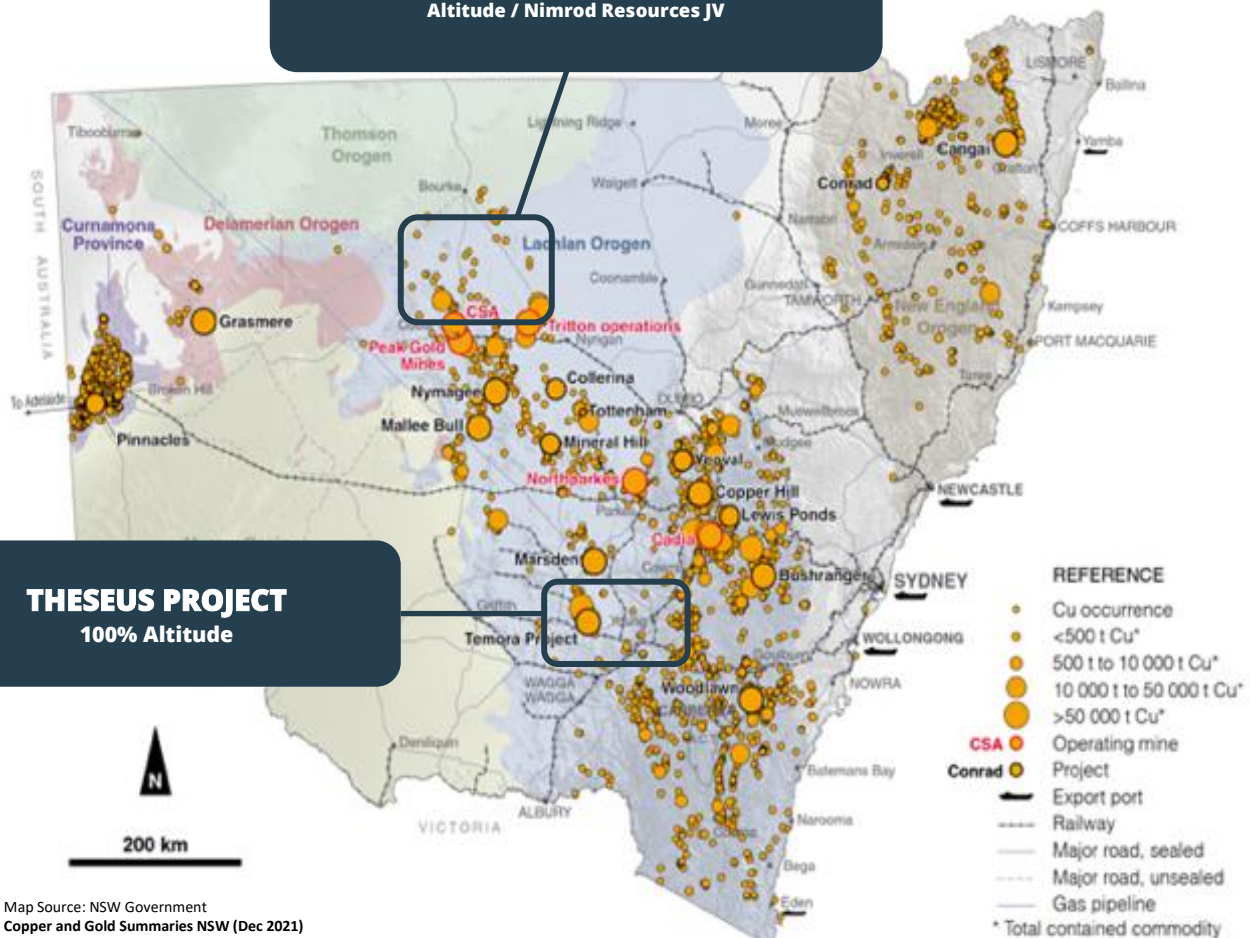 Altitude / Nimrod Resources JV
LISMORE
Ballina
Tibooburra
Thomson
Orogen
Lightning Ridge
Moree
Yamba
Inverell
Cangai
Grafton
Bourke
Walgett
Conrad
SOUTH AUSTRALIA
Curnamona
Province
Delamerian Orogen
Lachlan Orogen
Narrabri
COFFS HARBOUR
Armidale
Coonamble
Gunnedah
TAMWORTH
New England
Orogen
Kempsey
Grasmere
CSA
Tritton operations
Peak Gold
Mines
Nyngan
PORT MACQUARIE
Taree
Broken Hill
To Adelaide
Nymagee
Collerina
DUBBO
Tottenham
Muswellbrook
Mallee Bull
Pinnacles
Mineral Hill
Mudgee
Yeoval
Northparkes
Copper Hill
NEWCASTLE
Parkes
Lewis Ponds
Cadia
Marsden
Bushranger
SYDNEY
THESEUS PROJECT
100% Altitude
Griffith
Young
Temora Project
WOLLONGONG
Goulburn
WAGGA
WAGGA
Woodlawn
NOWRA
CANBERRA
A.C.T.
Deniliquin
Batemans Bay
ALBURY
VICTORIA
Cooma
Narooma
Bega
Eden
N
200 km
REFERENCE
Cu occurrence
<500 t Cu*
500 t to 10 000 t Cu*
10 000 t to 50 000 t Cu*
>50 000 t Cu*
CSA Operating mine
Conrad Project
Export port
Railway
Major road, sealed
Major road, unsealed
Gas pipeline
* Total contained commodity
Map Source: NSW Government
Copper and Gold Summaries NSW (Dec 2021)